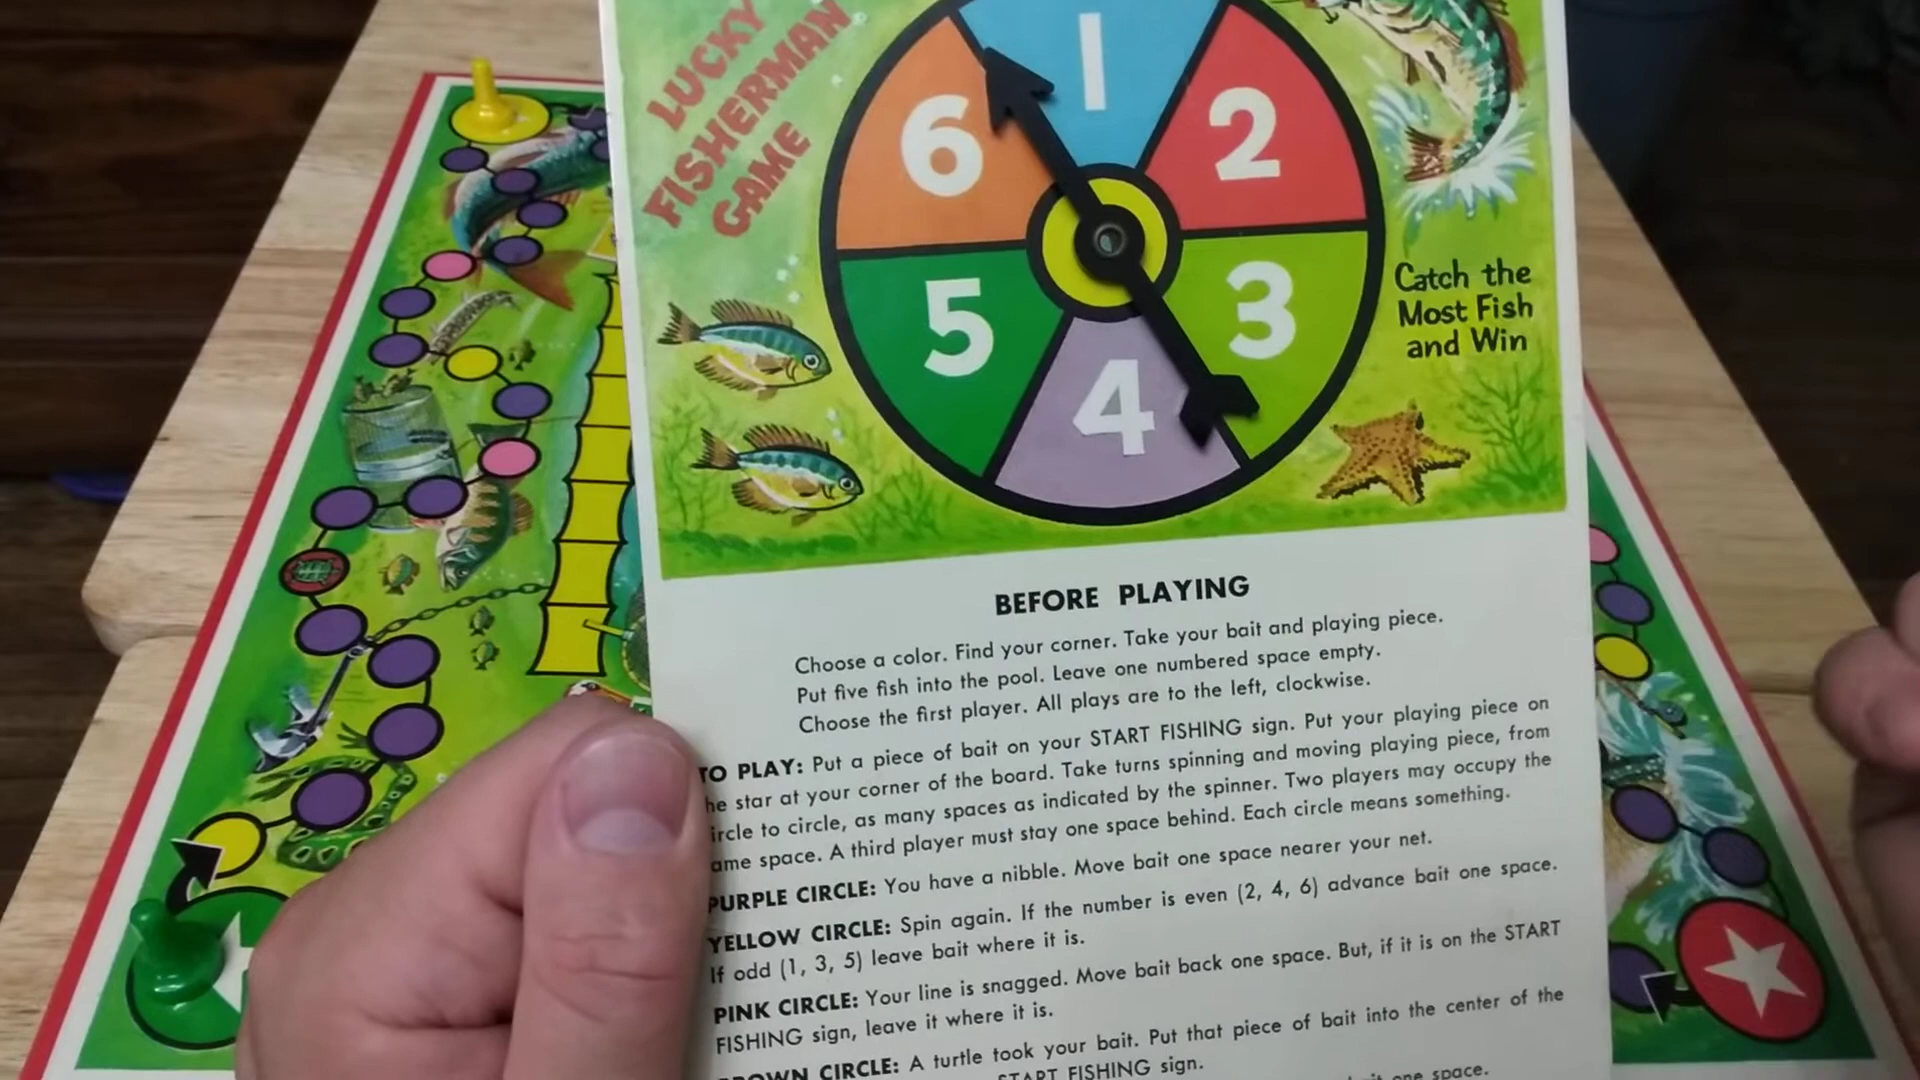 LUCKY
FISHERMAN
GAME
1
2
3
4
5
6
Catch the
Most Fish
and Win
BEFORE PLAYING
Choose a color. Find your corner. Take your bait and playing piece.
Put five fish into the pool. Leave one numbered space empty.
Choose the first player. All plays are to the left, clockwise.
TO PLAY: Put a piece of bait on your START FISHING sign. Put your playing piece on
he star at your corner of the board. Take turns spinning and moving playing piece, from
ircle to circle, as many spaces as indicated by the spinner. Two players may occupy the
ame space. A third player must stay one space behind. Each circle means something.
PURPLE CIRCLE: You have a nibble. Move bait one space nearer your net.
YELLOW CIRCLE: Spin again. If the number is even (2, 4, 6) advance bait one space.
If odd (1, 3, 5) leave bait where it is.
PINK CIRCLE: Your line is snagged. Move bait back one space. But, if it is on the START
FISHING sign, leave it where it is.
BROWN CIRCLE: A turtle took your bait. Put that piece of bait into the center of the
START FISHING sign.
bait one space.